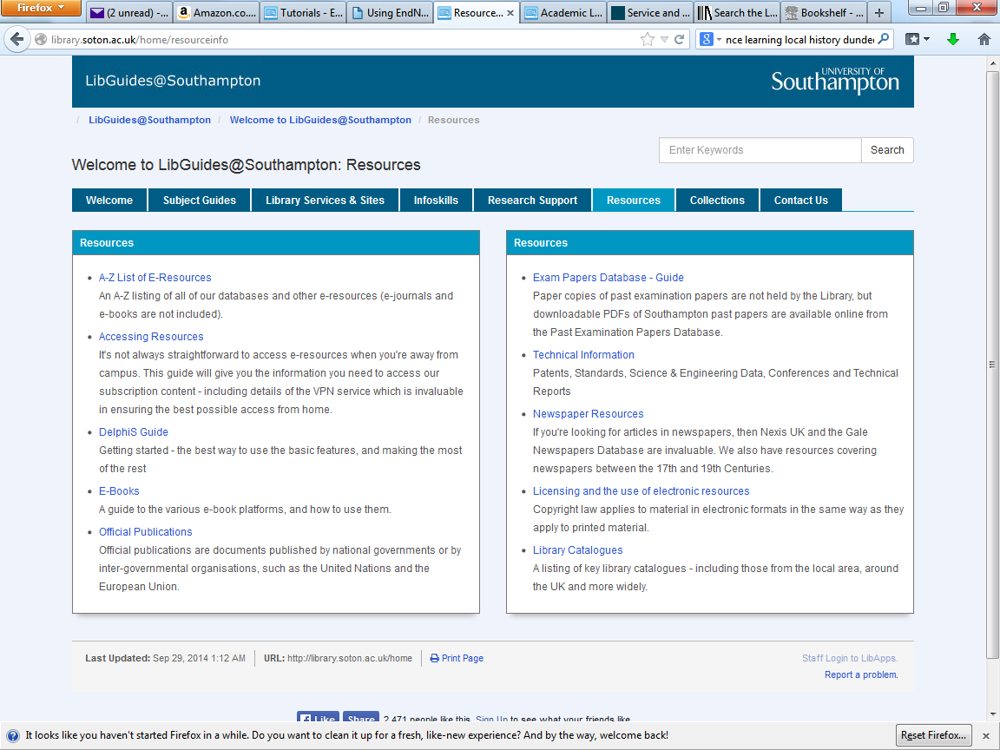 Firefox
(2 unread) -...
Amazon.co....
Tutorials - E...
Using EndN...
Resource...
Academic L...
Service and ...
Search the L...
Bookshelf - ...
library.soton.ac.uk/home/resourceinfo
nce learning local history dunde
LibGuides@Southampton
UNIVERSITY OF
Southampton
/ LibGuides@Southampton / Welcome to LibGuides@Southampton / Resources
Enter Keywords
Search
Welcome to LibGuides@Southampton: Resources
Welcome
Subject Guides
Library Services & Sites
Infoskills
Research Support
Resources
Collections
Contact Us
Resources
• A-Z List of E-Resources
An A-Z listing of all of our databases and other e-resources (e-journals and
e-books are not included).
• Accessing Resources
It's not always straightforward to access e-resources when you're away from
campus. This guide will give you the information you need to access our
subscription content - including details of the VPN service which is invaluable
in ensuring the best possible access from home.
• DelphiS Guide
Getting started - the best way to use the basic features, and making the most
of the rest
• E-Books
A guide to the various e-book platforms, and how to use them.
• Official Publications
Official publications are documents published by national governments or by
inter-governmental organisations, such as the United Nations and the
European Union.
Resources
• Exam Papers Database - Guide
Paper copies of past examination papers are not held by the Library, but
downloadable PDFs of Southampton past papers are available online from
the Past Examination Papers Database.
• Technical Information
Patents, Standards, Science & Engineering Data, Conferences and Technical
Reports
• Newspaper Resources
If you're looking for articles in newspapers, then Nexis UK and the Gale
Newspapers Database are invaluable. We also have resources covering
newspapers between the 17th and 19th Centuries.
• Licensing and the use of electronic resources
Copyright law applies to material in electronic formats in the same way as they
apply to printed material.
• Library Catalogues
A listing of key library catalogues - including those from the local area, around
the UK and more widely.
Last Updated: Sep 29, 2014 1:12 AM
URL: http://library.soton.ac.uk/home
Print Page
Staff Login to LibApps.
Report a problem.
Like
Share
2,471 people like this. Sign Up to see what your friends like.
It looks like you haven't started Firefox in a while. Do you want to clean it up for a fresh, like-new experience? And by the way, welcome back!
Reset Firefox...